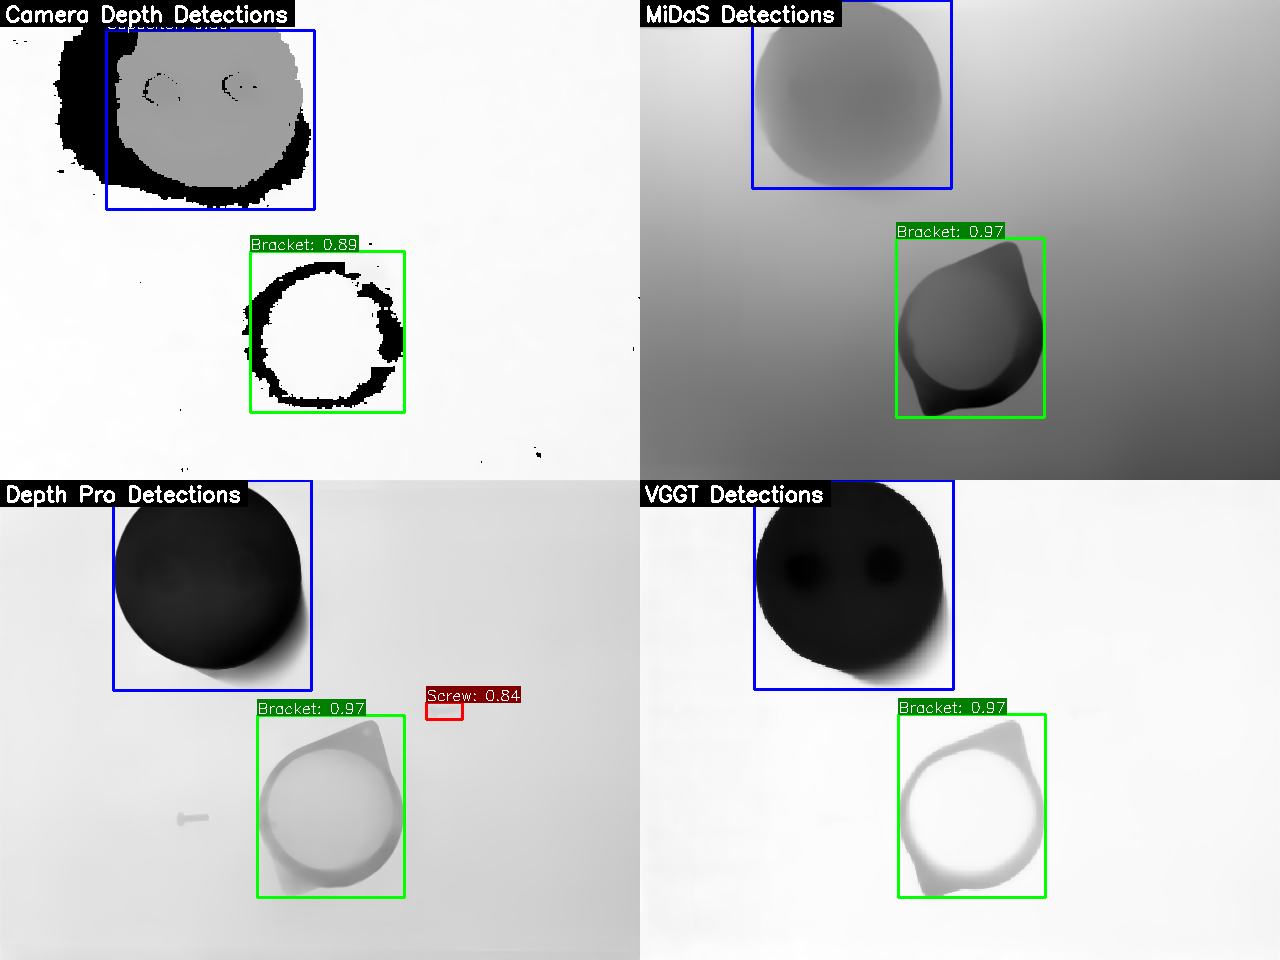 Camera Depth Detections
Bracket: 0.89
MiDaS Detections
Bracket: 0.97
Depth Pro Detections
Screw: 0.84
Bracket: 0.97
VGGT Detections
Bracket: 0.97